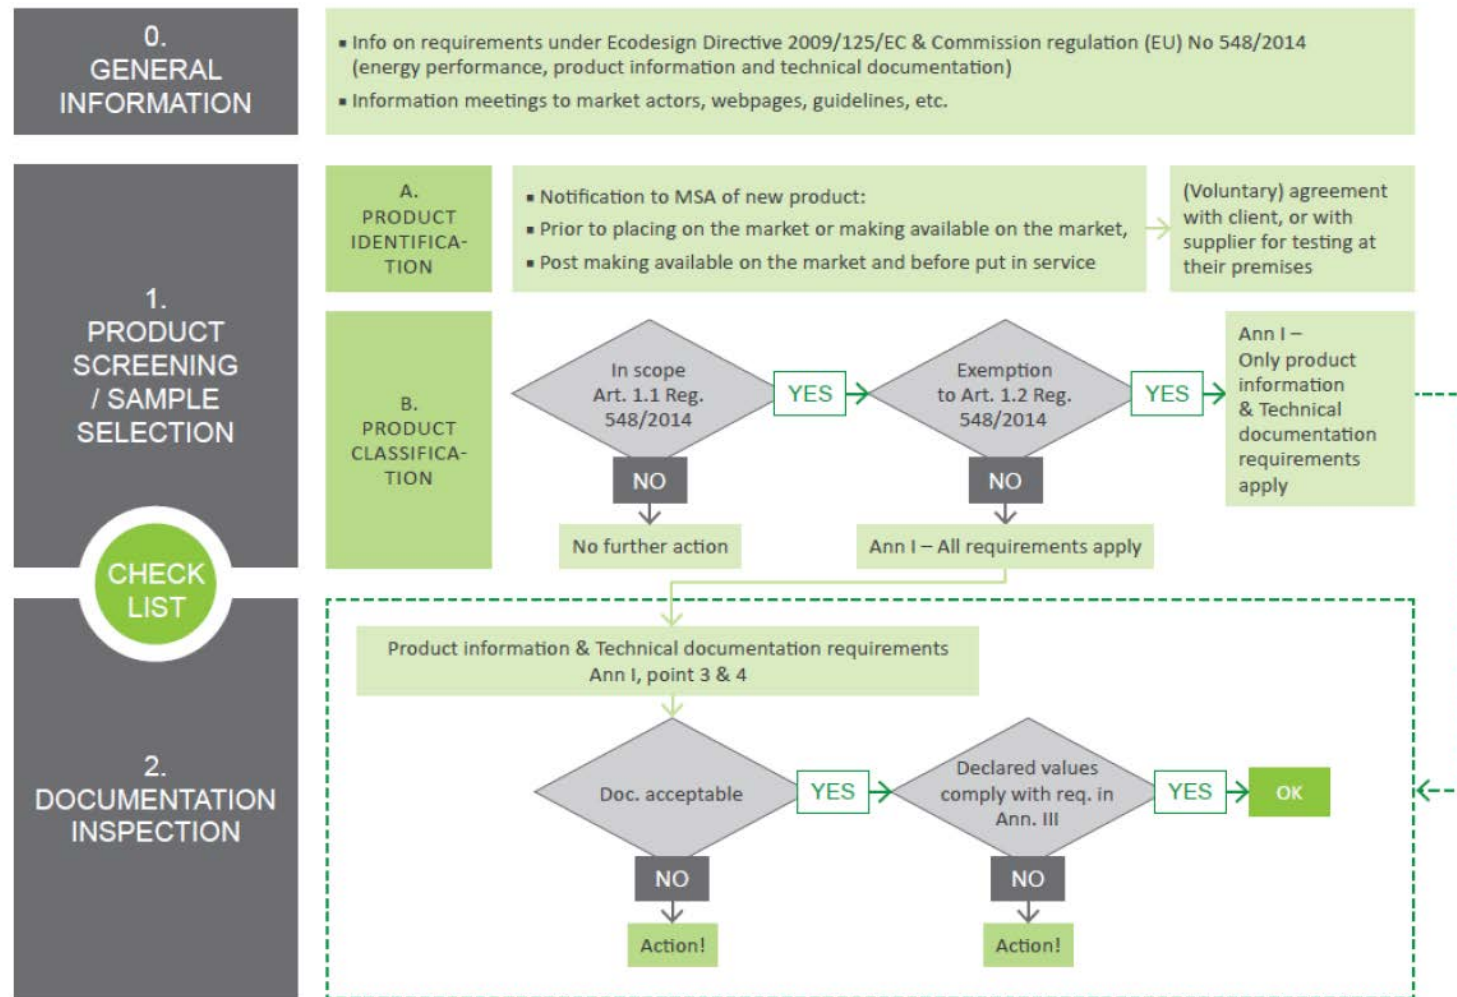 0.
GENERAL
INFORMATION
▪ Info on requirements under Ecodesign Directive 2009/125/EC & Commission regulation (EU) No 548/2014
(energy performance, product information and technical documentation)
▪ Information meetings to market actors, webpages, guidelines, etc.
1.
PRODUCT
SCREENING
/ SAMPLE
SELECTION
A.
PRODUCT
IDENTIFICA-
TION
▪ Notification to MSA of new product:
▪ Prior to placing on the market or making available on the market,
▪ Post making available on the market and before put in service
(Voluntary) agreement
with client, or with
supplier for testing at
their premises
B.
PRODUCT
CLASSIFICA-
TION
In scope
Art. 1.1 Reg.
548/2014
YES
Exemption
to Art. 1.2 Reg.
548/2014
YES
Ann I –
Only product
information
& Technical
documentation
requirements
apply
NO
NO
No further action
Ann I – All requirements apply
CHECK
LIST
2.
DOCUMENTATION
INSPECTION
Product information & Technical documentation requirements
Ann I, point 3 & 4
Doc. acceptable
YES
Declared values
comply with req. in
Ann. III
YES
OK
NO
NO
Action!
Action!